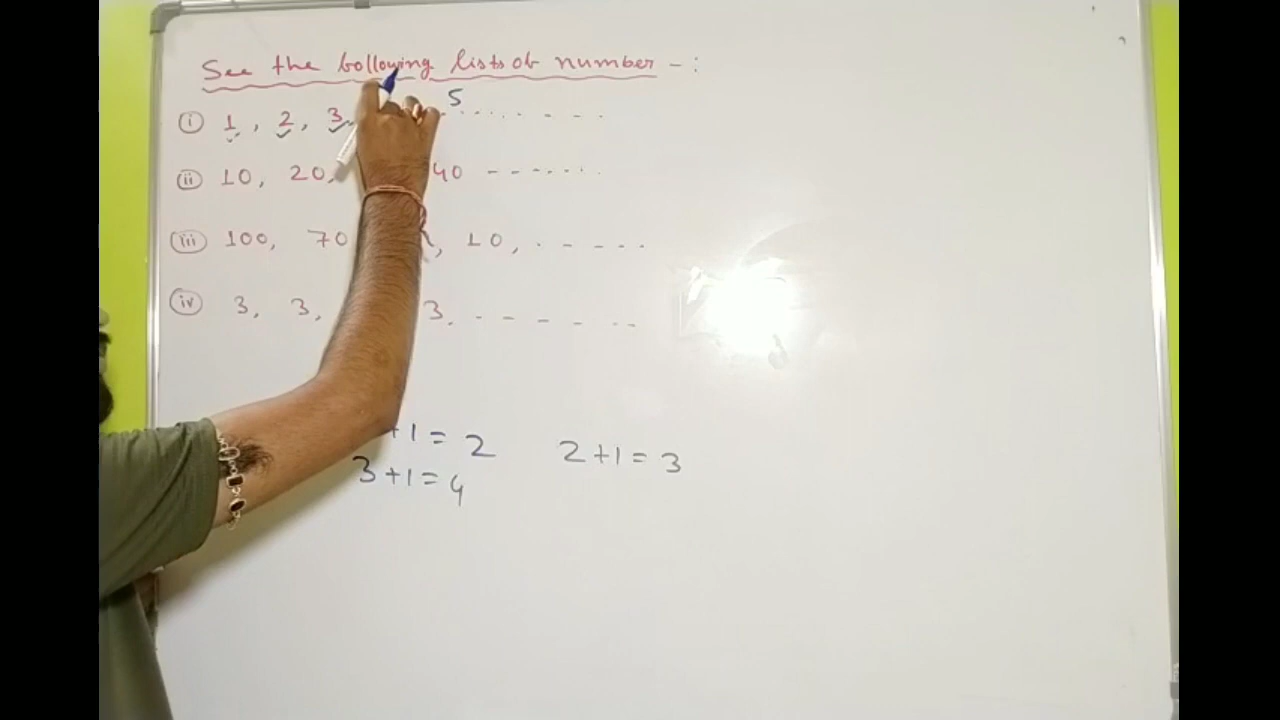 See the following lists of number - :
(i) 1, 2, 3, 5 . . . . . . . . .
(ii) 10, 20, 40 - - - . . . .
(iii) 100, 70 , 10, . - - - . .
(iv) 3, 3, 3, - - - - . .
+1 = 2 2+1=3
3+1=4